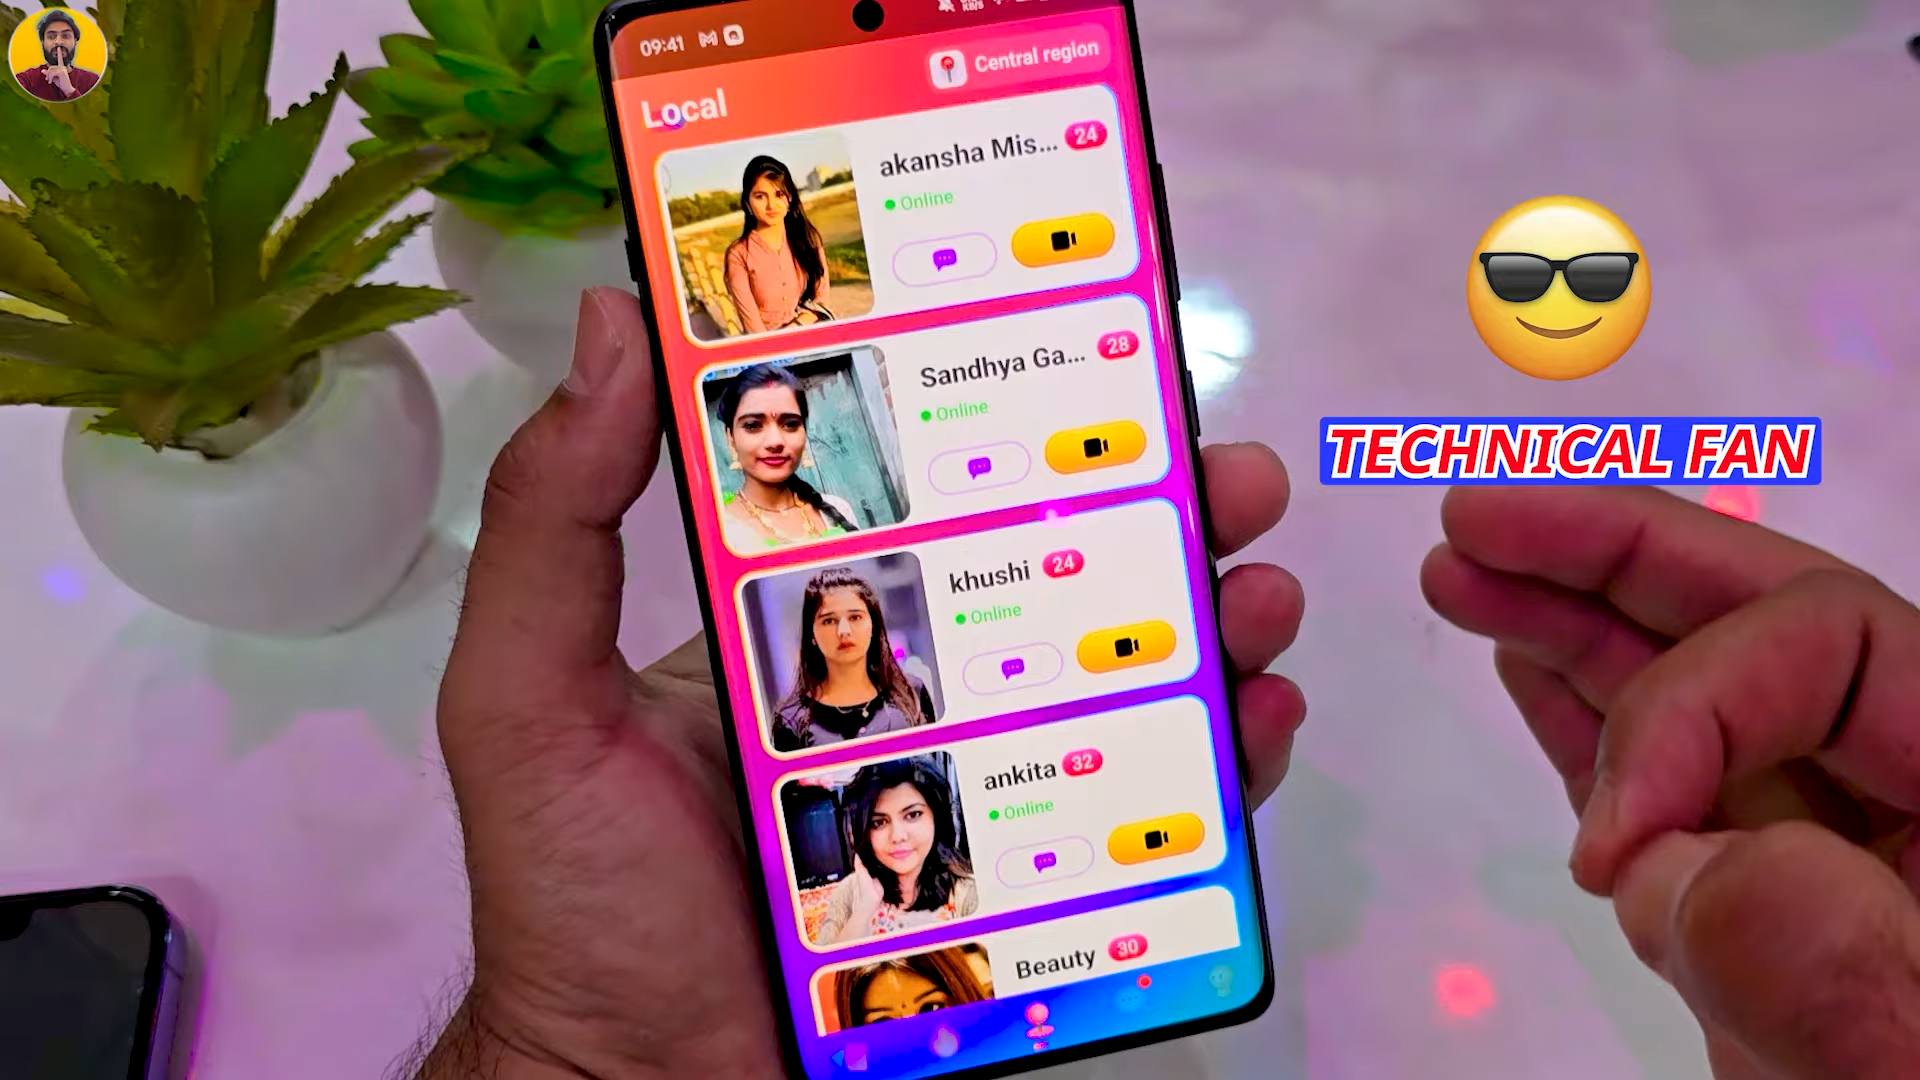 09:41
KB/s
Central region
Local
akansha Mis... 24
Online
Sandhya Ga... 28
Online
khushi 24
Online
ankita 32
Online
Beauty 30
TECHNICAL FAN